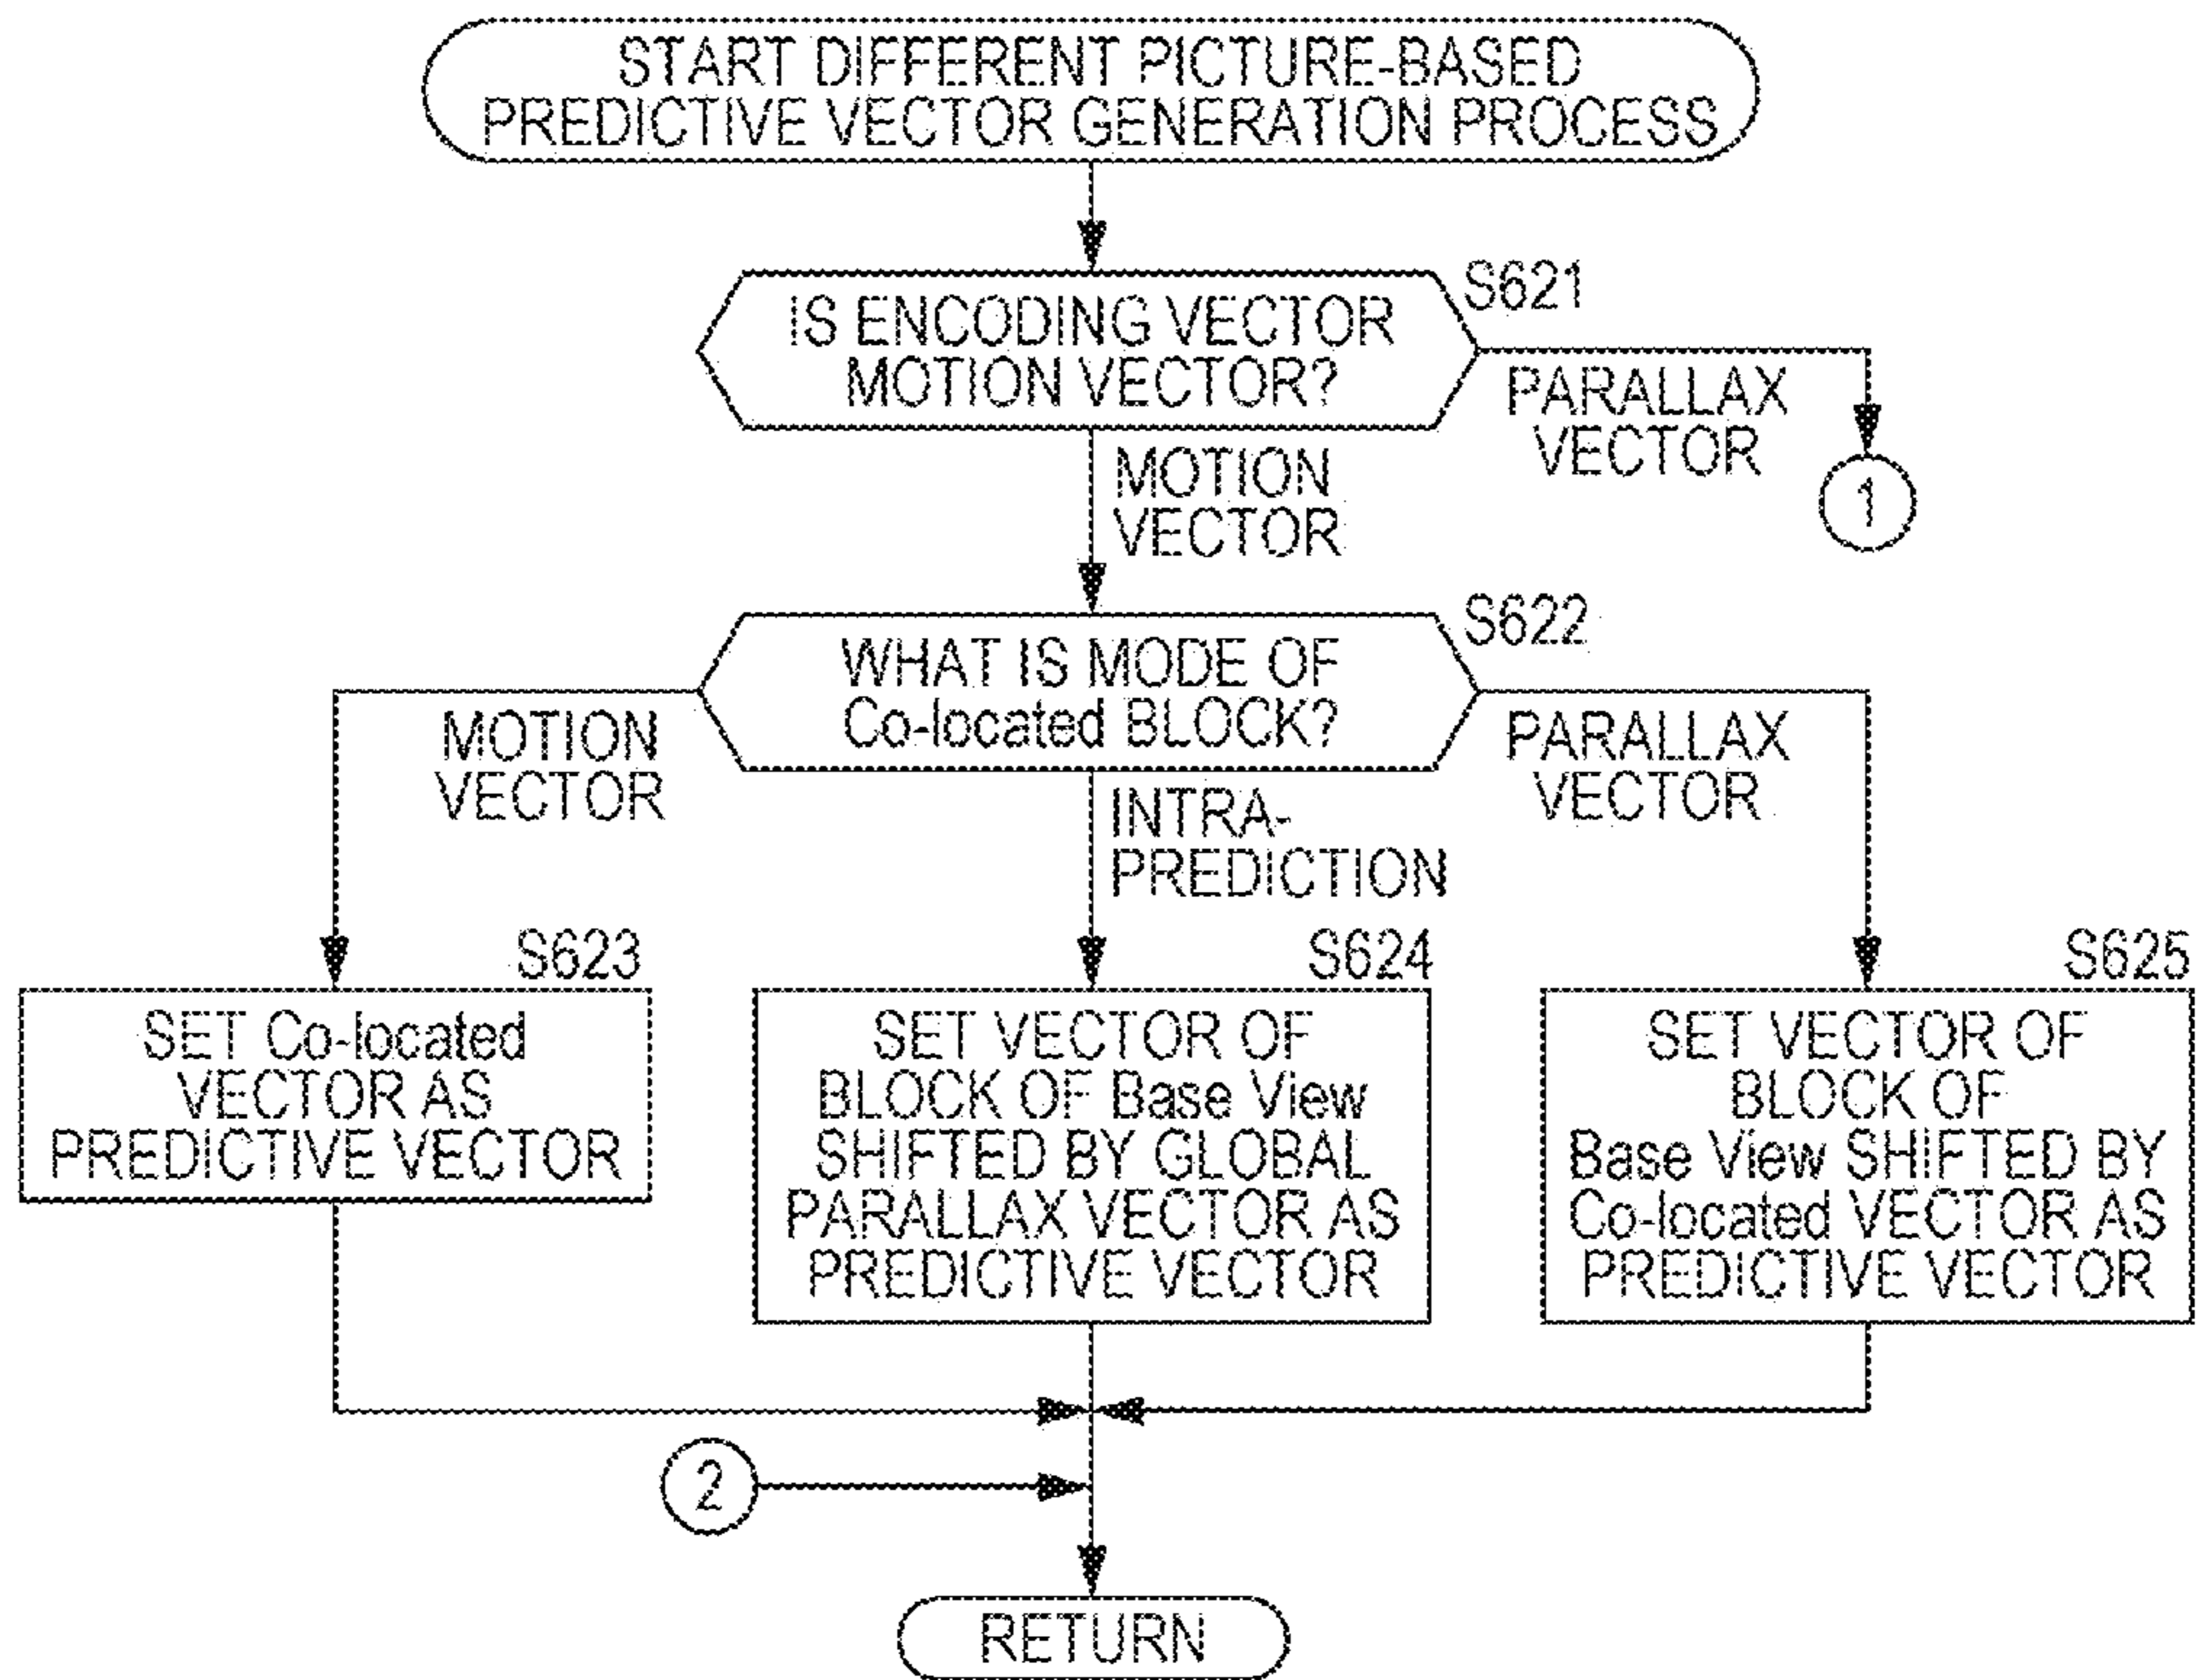 START DIFFERENT PICTURE-BASED
PREDICTIVE VECTOR GENERATION PROCESS
S621
IS ENCODING VECTOR
MOTION VECTOR?
PARALLAX
VECTOR
1
MOTION
VECTOR
S622
WHAT IS MODE OF
Co-located BLOCK?
MOTION
VECTOR
INTRA-
PREDICTION
PARALLAX
VECTOR
S623
SET Co-located
VECTOR AS
PREDICTIVE VECTOR
S624
SET VECTOR OF
BLOCK OF Base View
SHIFTED BY GLOBAL
PARALLAX VECTOR AS
PREDICTIVE VECTOR
S625
SET VECTOR OF
BLOCK OF
Base View SHIFTED BY
Co-located VECTOR AS
PREDICTIVE VECTOR
2
RETURN